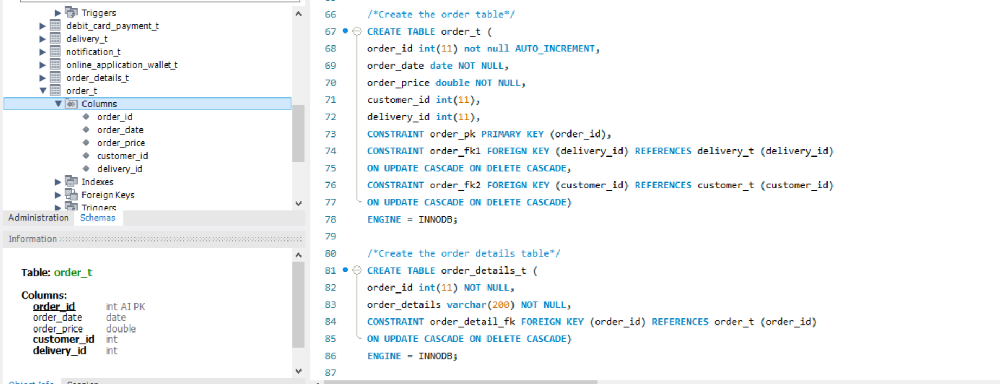 Triggers
debit_card_payment_t
delivery_t
notification_t
online_application_wallet_t
order_details_t
order_t
Columns
order_id
order_date
order_price
customer_id
delivery_id
Indexes
Foreign Keys
Triggers
Administration Schemas
Information
Table: order_t
Columns:
order_id int AI PK
order_date date
order_price double
customer_id int
delivery_id int
Object Info Session
66 /*Create the order table*/
67 CREATE TABLE order_t (
68 order_id int(11) not null AUTO_INCREMENT,
69 order_date date NOT NULL,
70 order_price double NOT NULL,
71 customer_id int(11),
72 delivery_id int(11),
73 CONSTRAINT order_pk PRIMARY KEY (order_id),
74 CONSTRAINT order_fk1 FOREIGN KEY (delivery_id) REFERENCES delivery_t (delivery_id)
75 ON UPDATE CASCADE ON DELETE CASCADE,
76 CONSTRAINT order_fk2 FOREIGN KEY (customer_id) REFERENCES customer_t (customer_id)
77 ON UPDATE CASCADE ON DELETE CASCADE)
78 ENGINE = INNODB;
79
80 /*Create the order details table*/
81 CREATE TABLE order_details_t (
82 order_id int(11) NOT NULL,
83 order_details varchar(200) NOT NULL,
84 CONSTRAINT order_detail_fk FOREIGN KEY (order_id) REFERENCES order_t (order_id)
85 ON UPDATE CASCADE ON DELETE CASCADE)
86 ENGINE = INNODB;
87